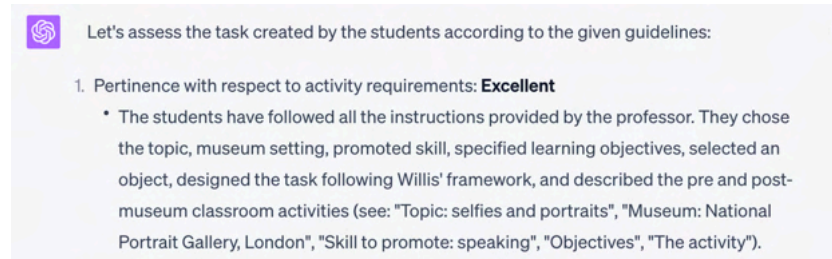 Let's assess the task created by the students according to the given guidelines:
1. Pertinence with respect to activity requirements: Excellent
• The students have followed all the instructions provided by the professor. They chose
the topic, museum setting, promoted skill, specified learning objectives, selected an
object, designed the task following Willis' framework, and described the pre and post-
museum classroom activities (see: "Topic: selfies and portraits", "Museum: National
Portrait Gallery, London", "Skill to promote: speaking", "Objectives", "The activity").